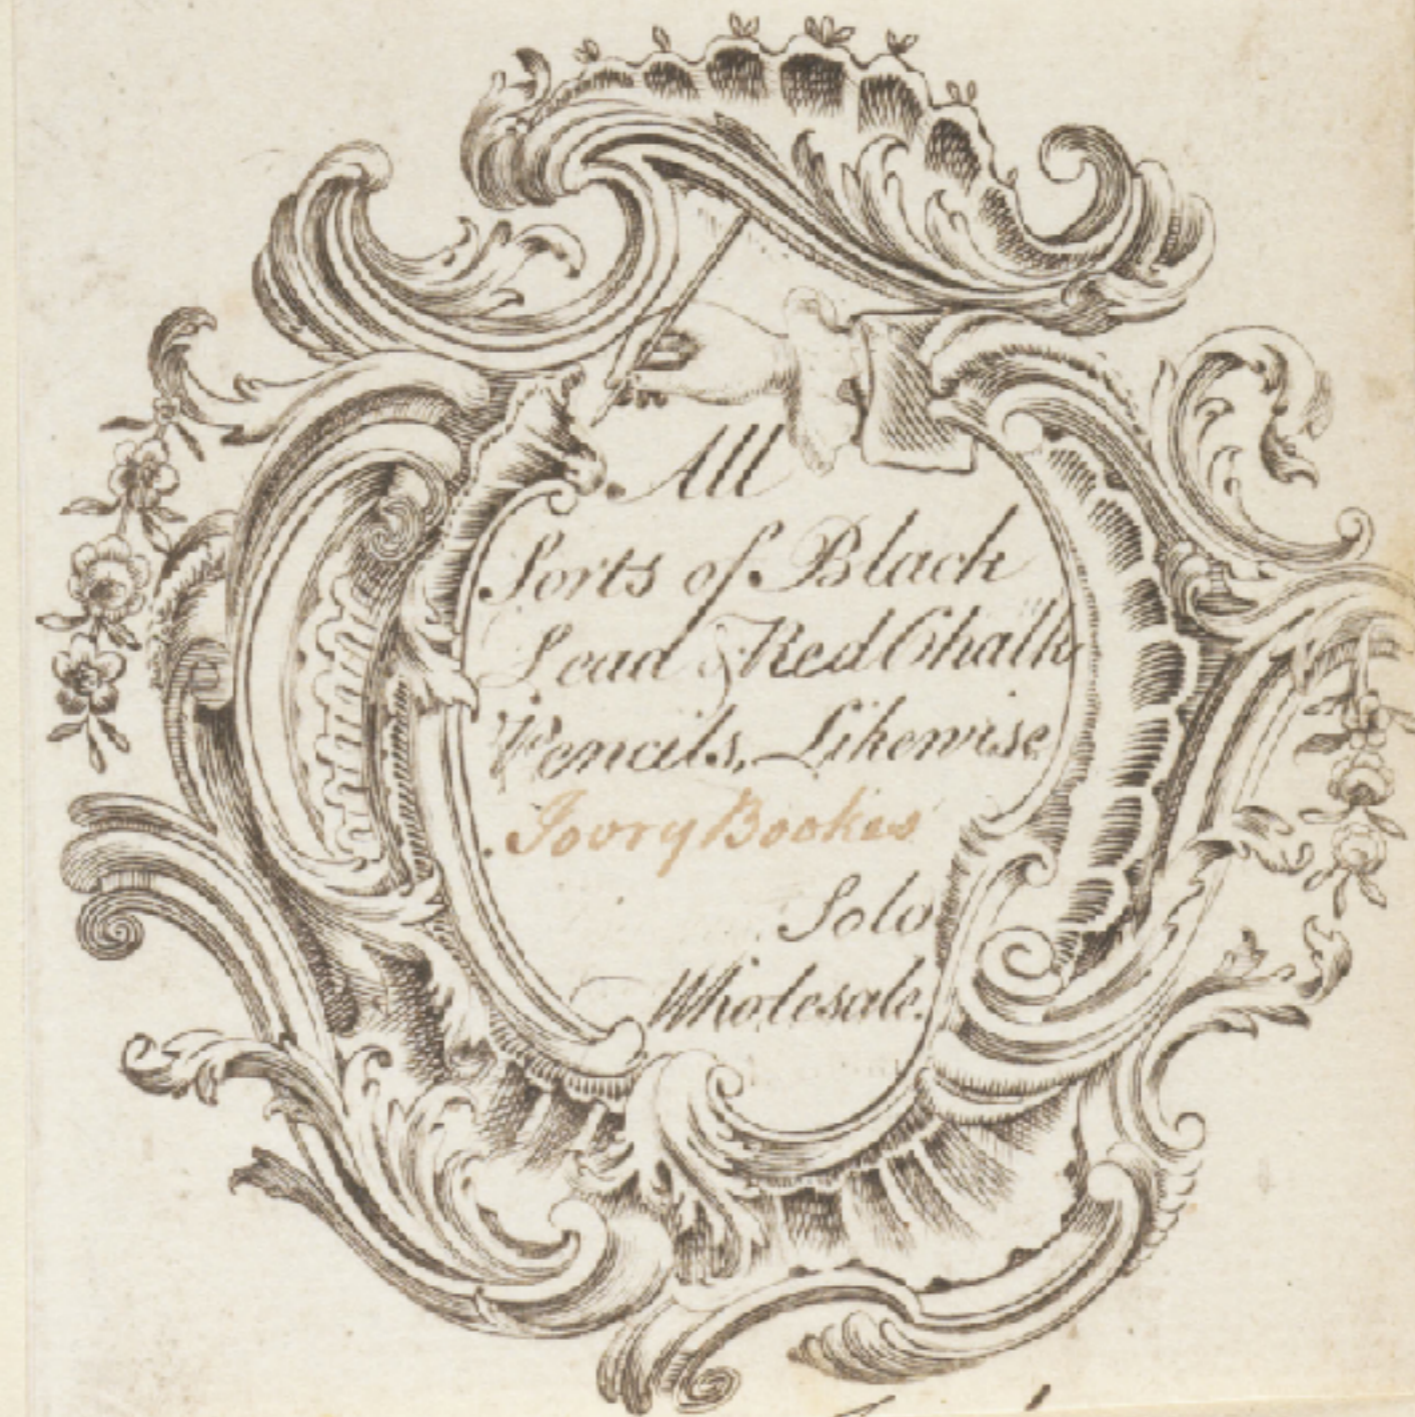 All
Sorts of Black
Lead & Red Chalk
Pencils, Likewise
Ivory Bookes
Sold
Wholesale.